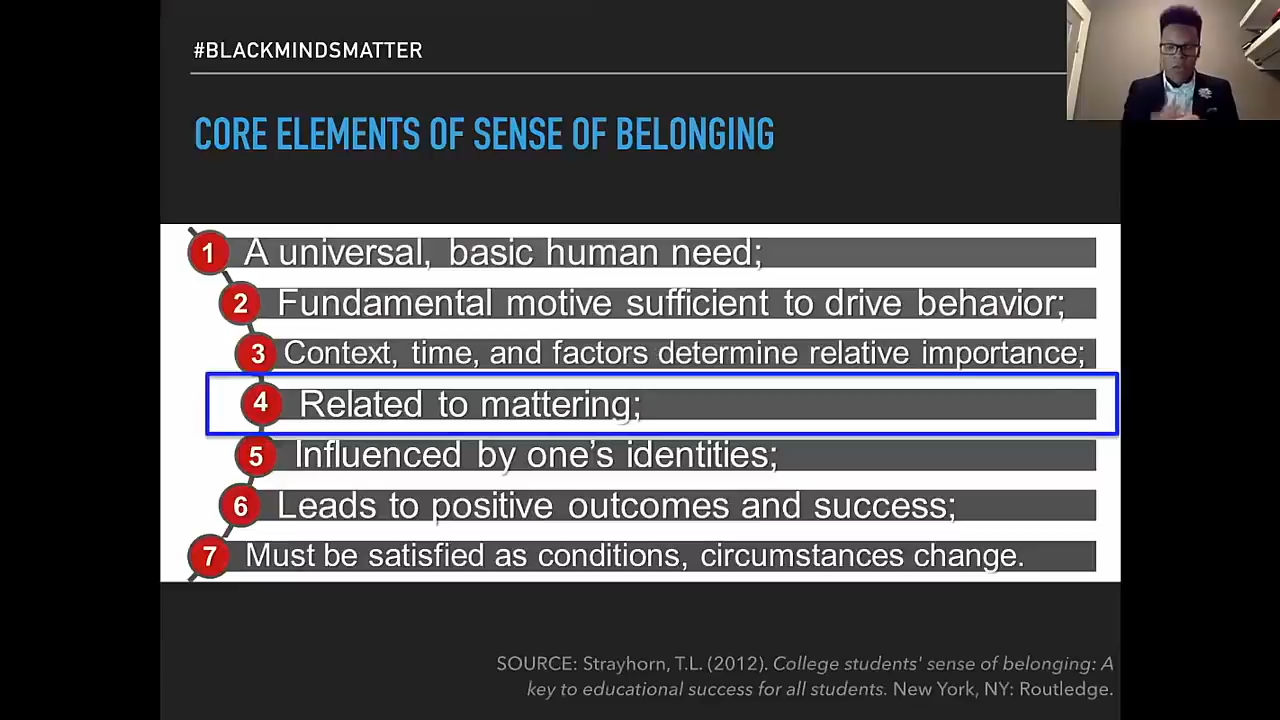 #BLACKMINDSMATTER
CORE ELEMENTS OF SENSE OF BELONGING
1 A universal, basic human need;
2 Fundamental motive sufficient to drive behavior;
3 Context, time, and factors determine relative importance;
4 Related to mattering;
5 Influenced by one’s identities;
6 Leads to positive outcomes and success;
7 Must be satisfied as conditions, circumstances change.
SOURCE: Strayhorn, T.L. (2012). College students' sense of belonging: A
key to educational success for all students. New York, NY: Routledge.